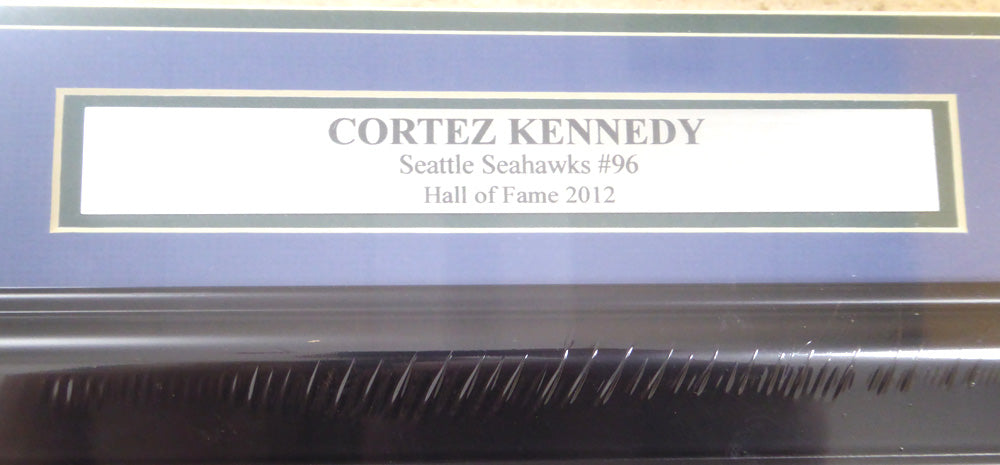 CORTEZ KENNEDY
Seattle Seahawks #96
Hall of Fame 2012